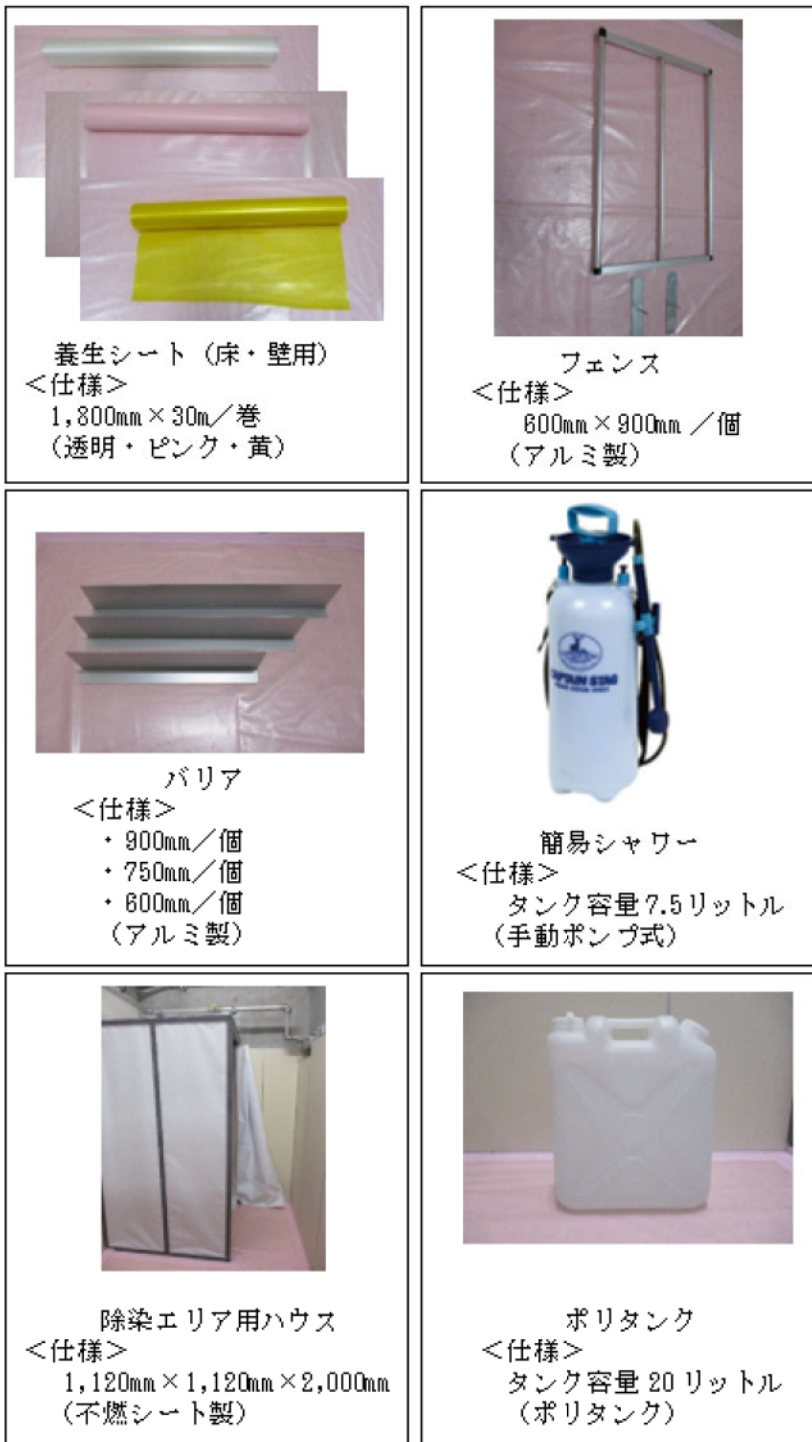 養生シート（床・壁用）
＜仕様＞
1,800mm×30m／巻
（透明・ピンク・黄）
フェンス
＜仕様＞
600mm×900mm／個
（アルミ製）
バリア
＜仕様＞
・900mm／個
・750mm／個
・600mm／個
（アルミ製）
CAPTAIN STAG
簡易シャワー
＜仕様＞
タンク容量7.5リットル
（手動ポンプ式）
除染エリア用ハウス
＜仕様＞
1,120mm×1,120mm×2,000mm
（不燃シート製）
ポリタンク
＜仕様＞
タンク容量20リットル
（ポリタンク）